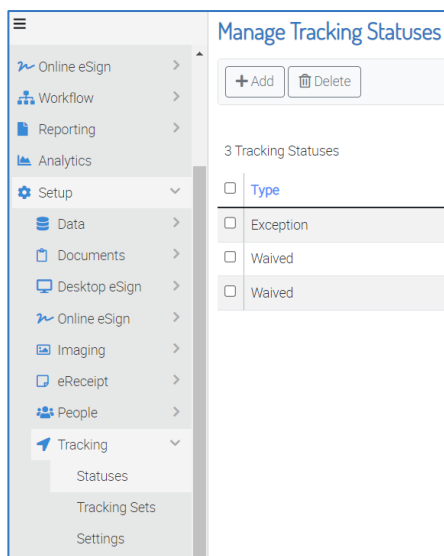 Online eSign
Workflow
Reporting
Analytics
Setup
Data
Documents
Desktop eSign
Online eSign
Imaging
eReceipt
People
Tracking
Statuses
Tracking Sets
Settings
Manage Tracking Statuses
Add Delete
3 Tracking Statuses
Type
Exception
Waived
Waived